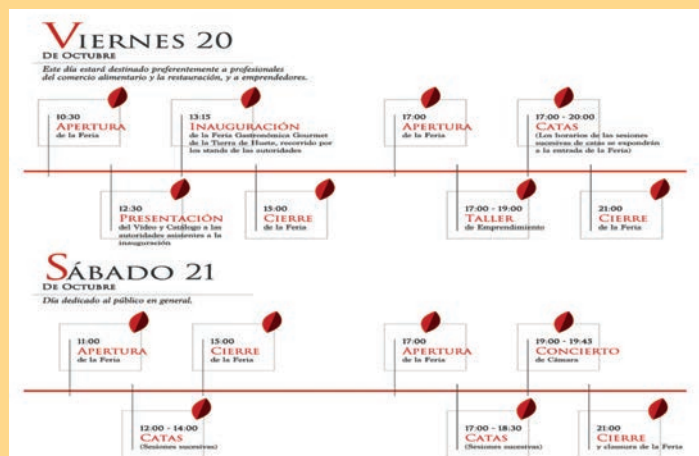 VIERNES 20
DE OCTUBRE
Este día estará destinado preferentemente a profesionales
del comercio alimentario y la restauración, y a emprendedores.
10:30
APERTURA
de la Feria
12:30
PRESENTACIÓN
del Vídeo y Catálogo a las
autoridades asistentes a la
inauguración
13:15
INAUGURACIÓN
de la Feria Gastronómica Gourmet
de la Tierra de Huete, recorrido por
los stands de las autoridades
15:00
CIERRE
de la Feria
17:00
APERTURA
de la Feria
17:00 - 19:00
TALLER
de Emprendimiento
17:00 - 20:00
CATAS
(Los horarios de las sesiones
sucesivas de catas se expondrán
a la entrada de la Feria)
21:00
CIERRE
de la Feria
SÁBADO 21
DE OCTUBRE
Día dedicado al público en general.
11:00
APERTURA
de la Feria
12:00 - 14:00
CATAS
(Sesiones sucesivas)
15:00
CIERRE
de la Feria
17:00
APERTURA
de la Feria
17:00 - 18:30
CATAS
(Sesiones sucesivas)
19:00 - 19:45
CONCIERTO
de Cámara
21:00
CIERRE
y clausura de la Feria